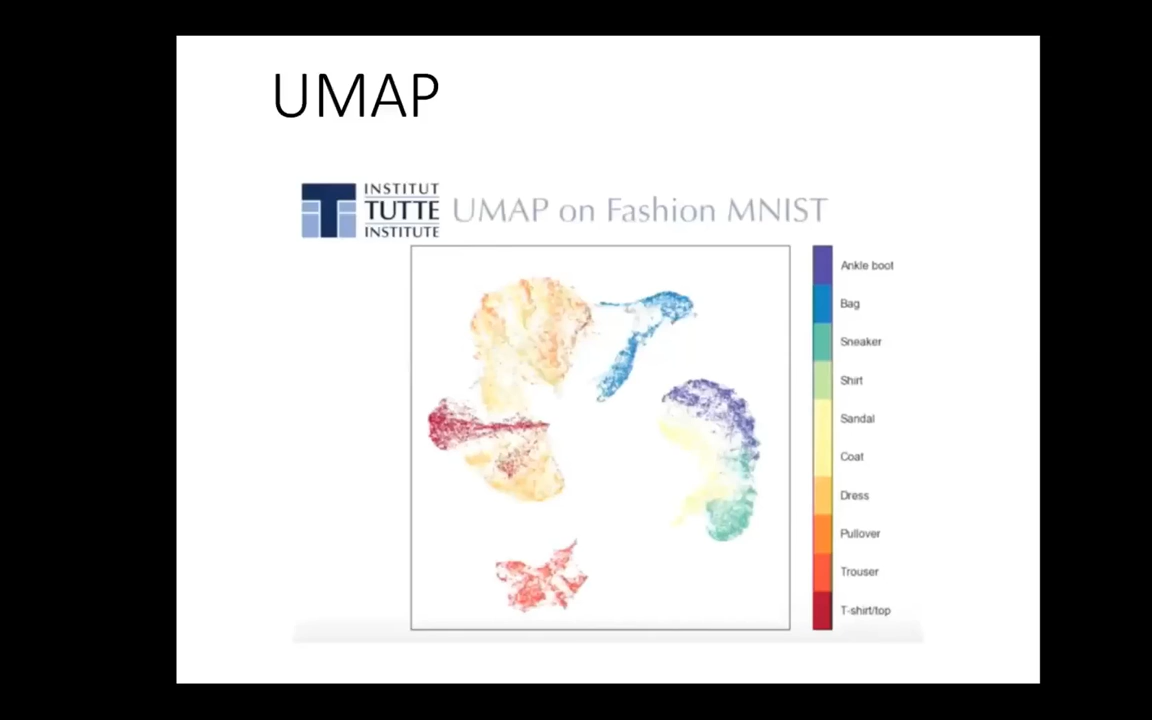 UMAP
INSTITUT
TUTTE
INSTITUTE
UMAP on Fashion MNIST
Ankle boot
Bag
Sneaker
Shirt
Sandal
Coat
Dress
Pullover
Trouser
T-shirt/top